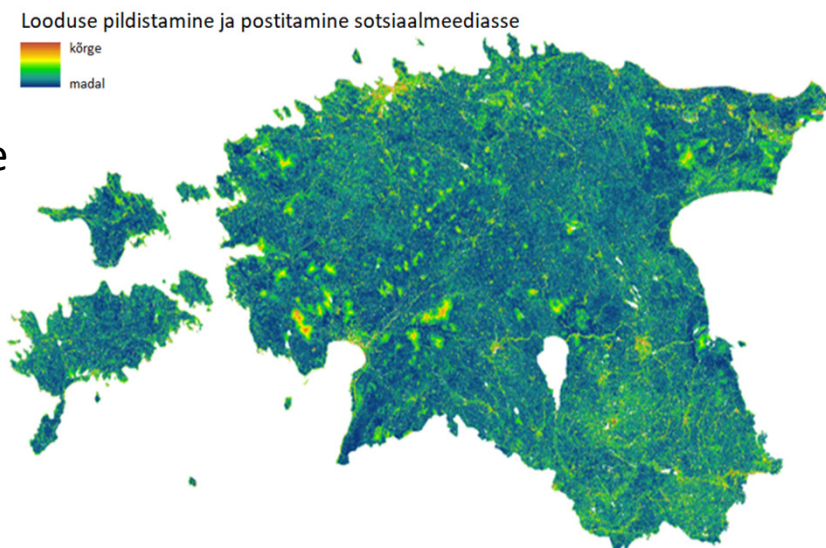 Looduse pildistamine ja postitamine sotsiaalmeediasse
kõrge
madal
e